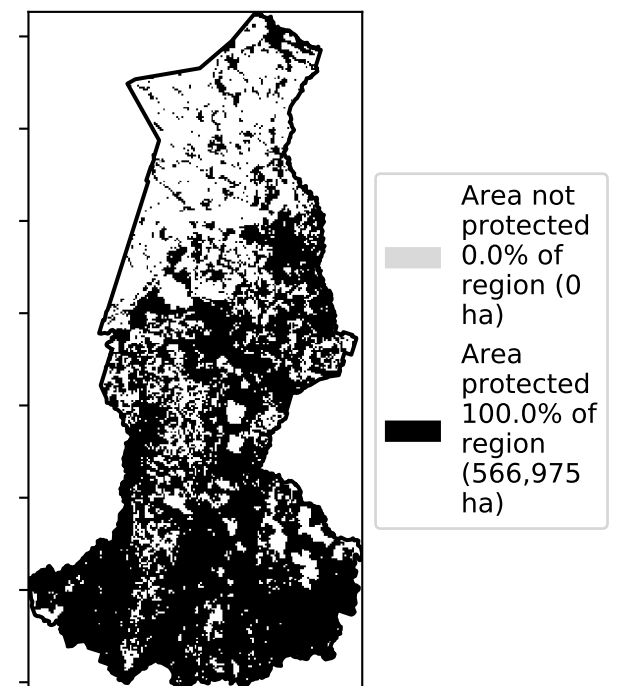 Area not
protected
0.0% of
region (0
ha)
Area
protected
100.0% of
region
(566,975
ha)